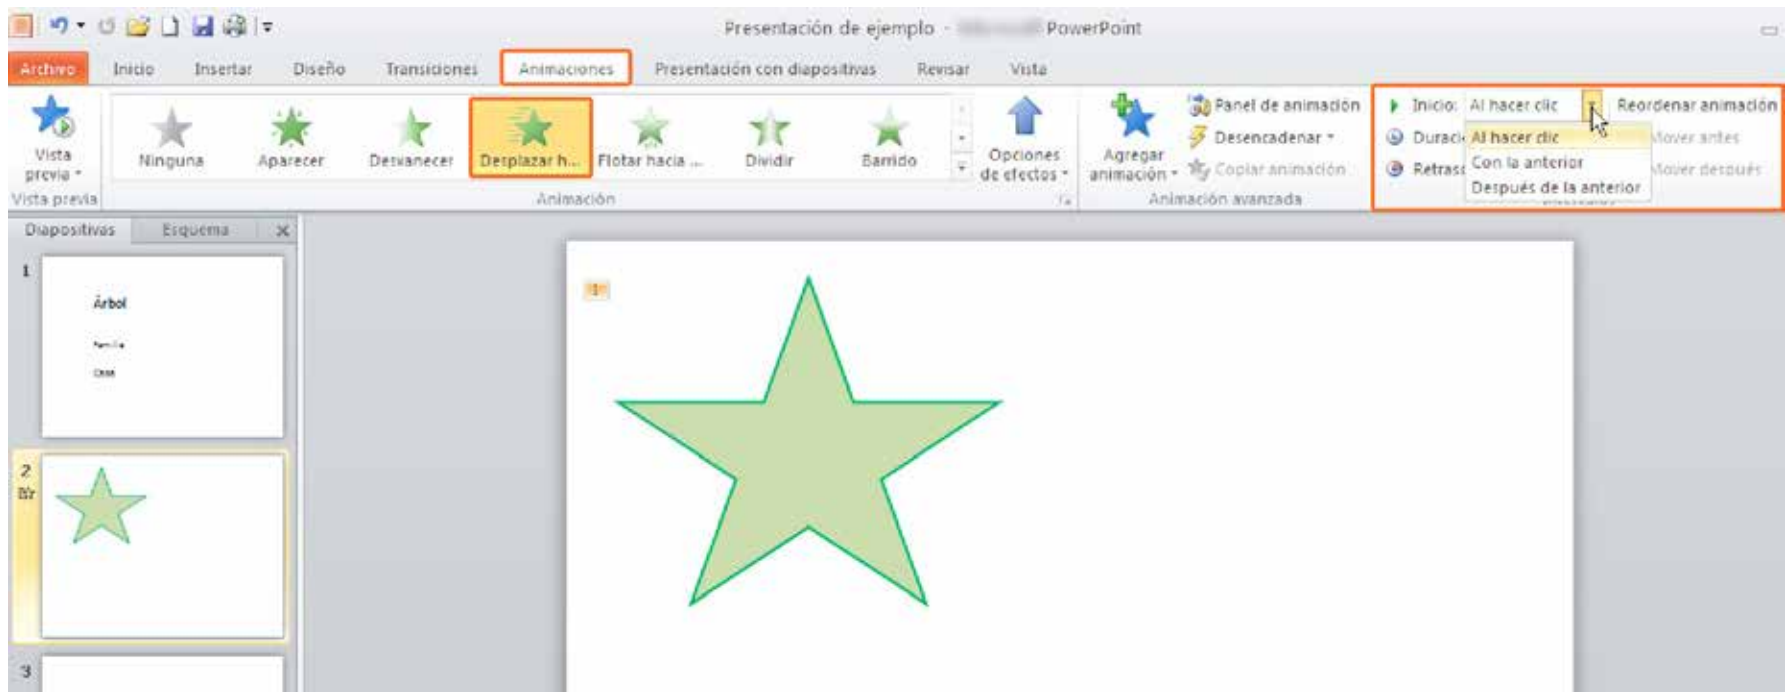 Presentación de ejemplo - PowerPoint
Archivo Inicio Insertar Diseño Transiciones Animaciones Presentación con diapositivas Revisar Vista
Vista previa
Ninguna Aparecer Desvanecer Desplazar h... Flotar hacia ... Dividir Barrido
Opciones de efectos
Agregar animación
Panel de animación
Desencadenar
Copiar animación
Inicio: Al hacer clic Reordenar animación
Duraci Al hacer clic Mover antes
Retras Con la anterior Mover después
Después de la anterior
Vista previa Animación Animación avanzada
Diapositivas Esquema
1
Árbol
2
3
1